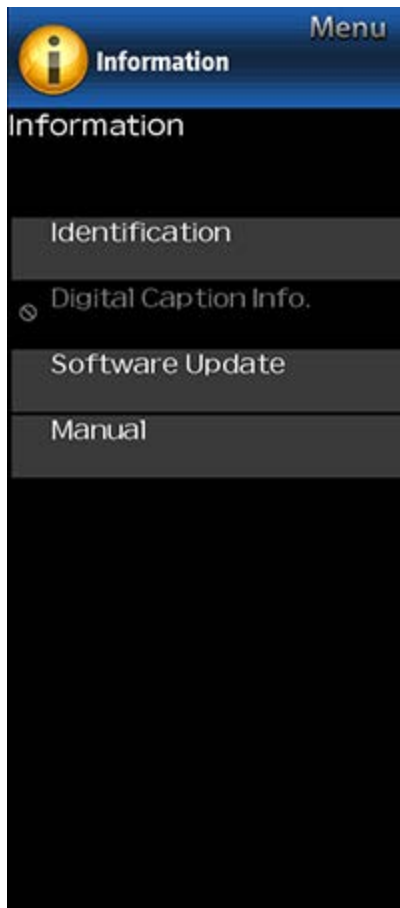 Menu
Information
Information
Identification
Digital Caption Info.
Software Update
Manual